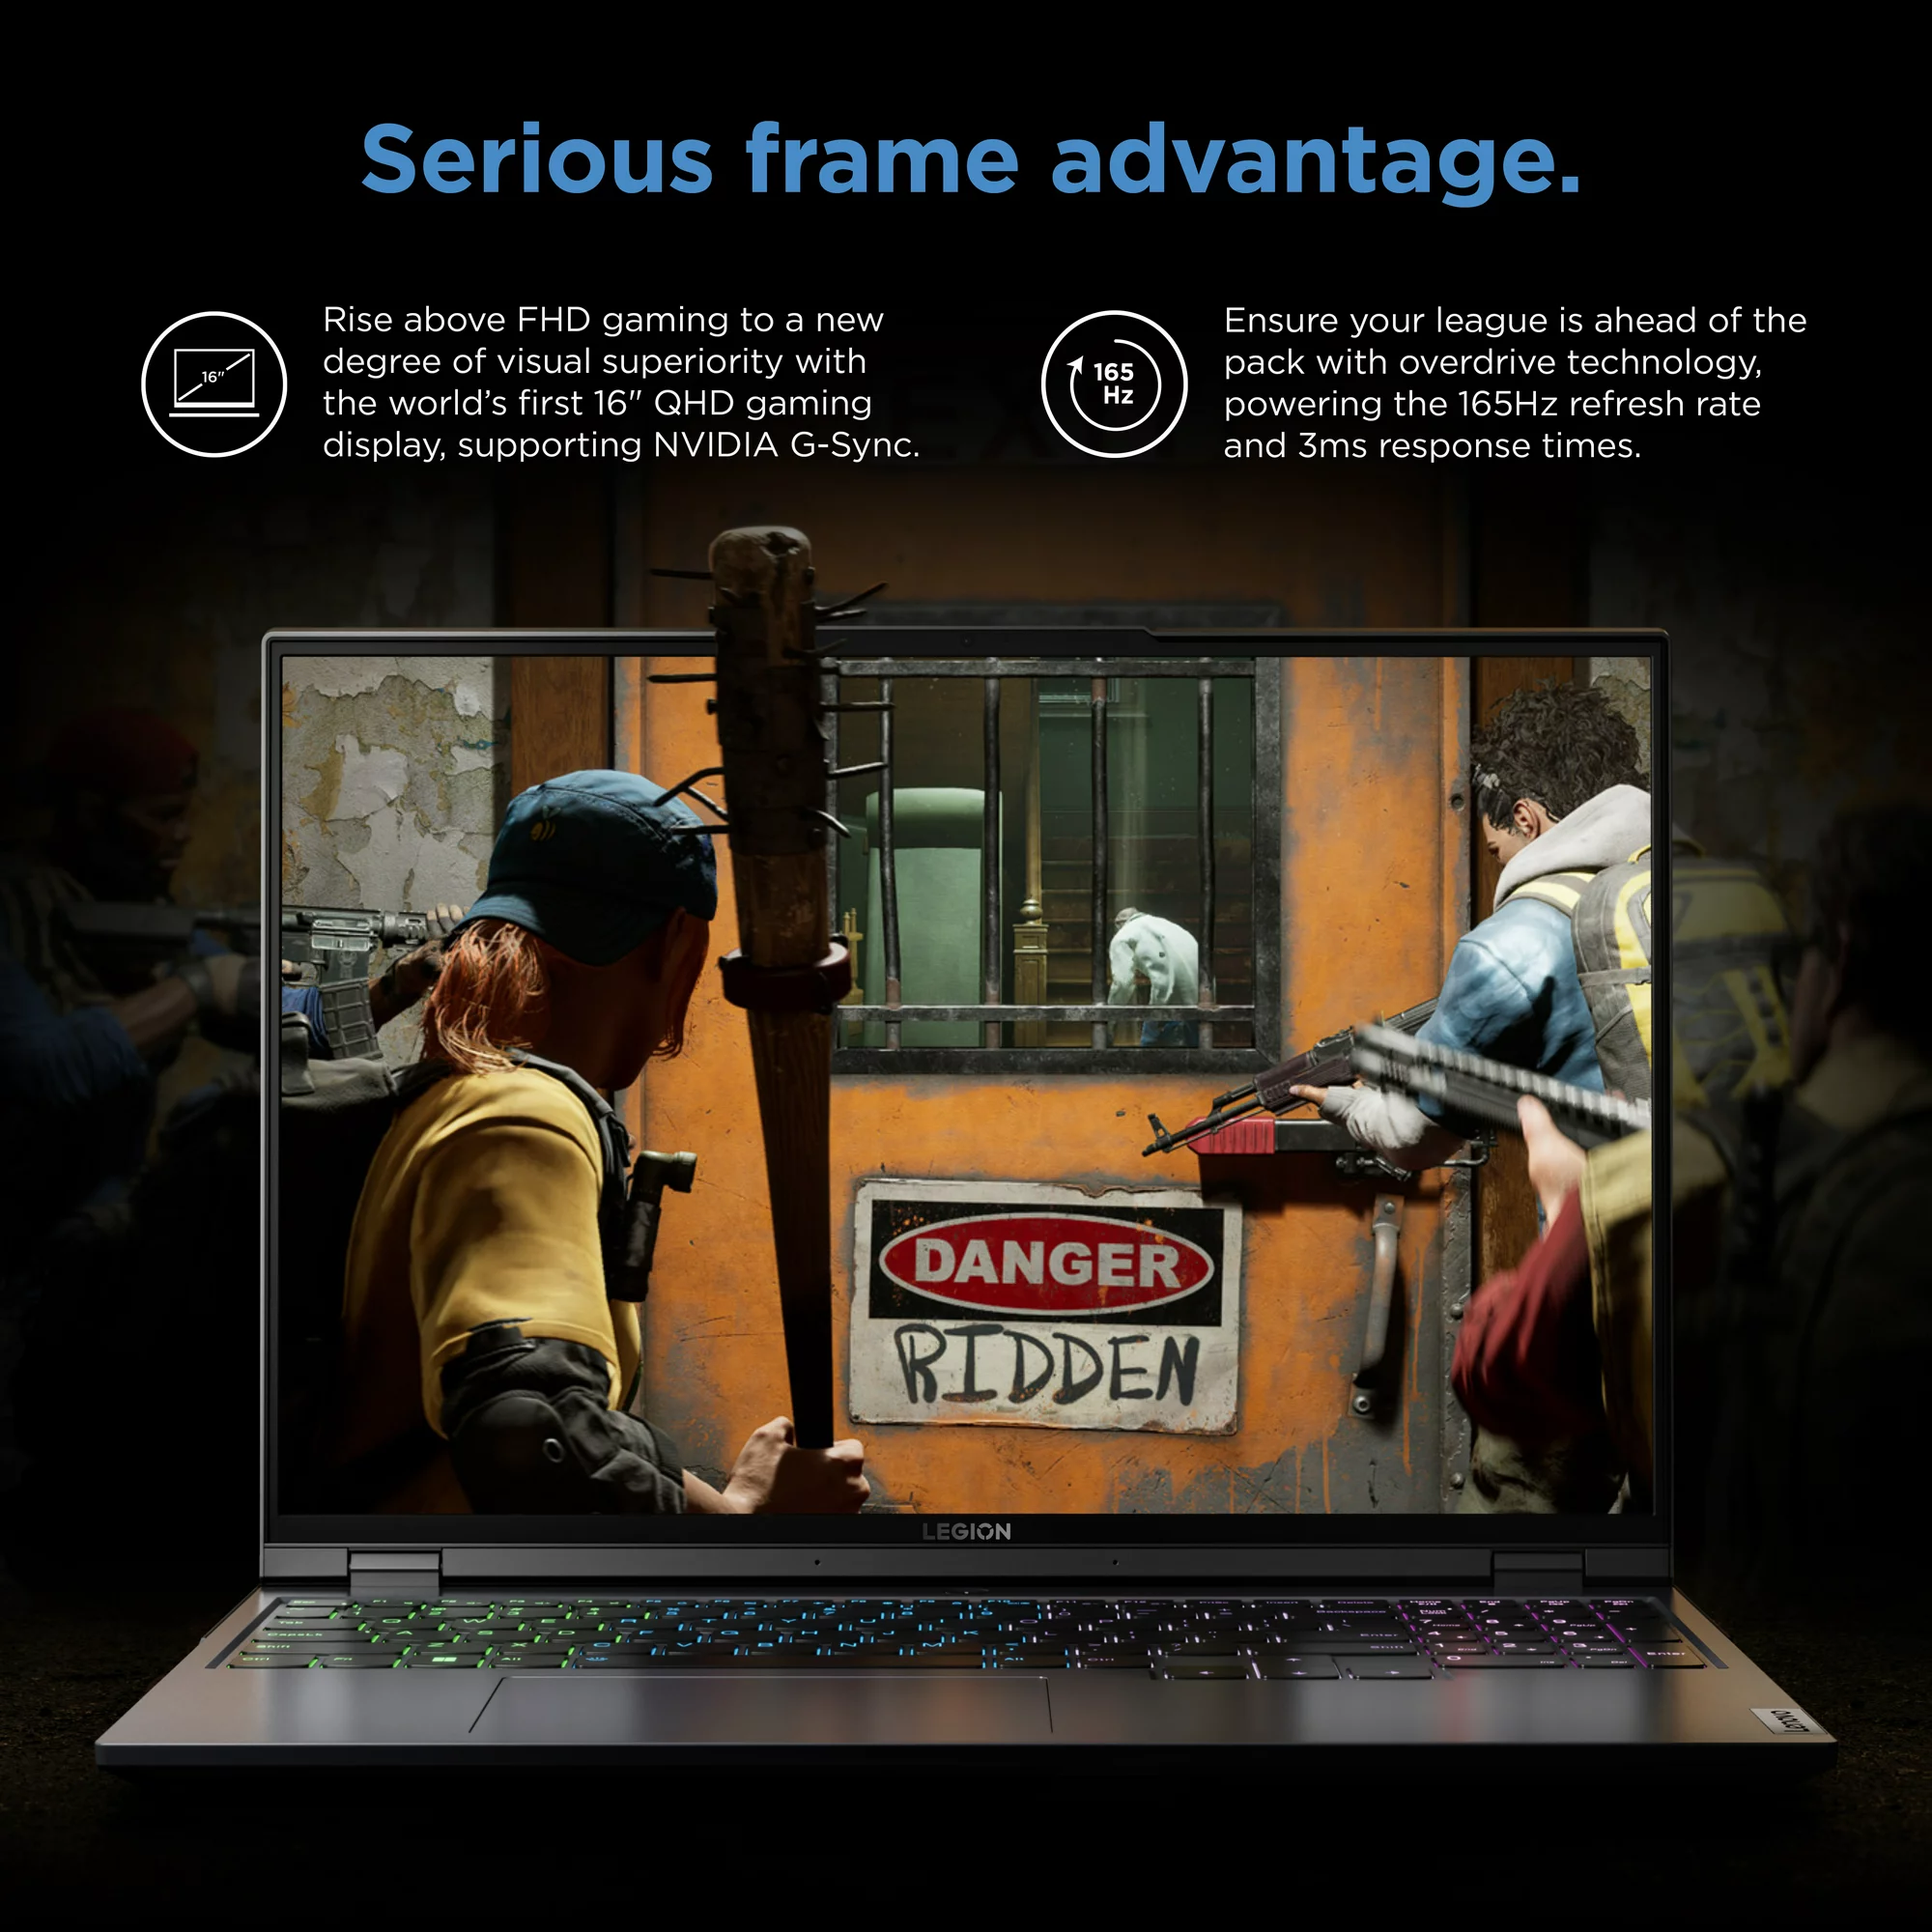 Serious frame advantage.
16"
Rise above FHD gaming to a new
degree of visual superiority with
the world's first 16" QHD gaming
display, supporting NVIDIA G-Sync.
165
Hz
Ensure your league is ahead of the
pack with overdrive technology,
powering the 165Hz refresh rate
and 3ms response times.
DANGER
RIDDEN
LEGION
Lenovo